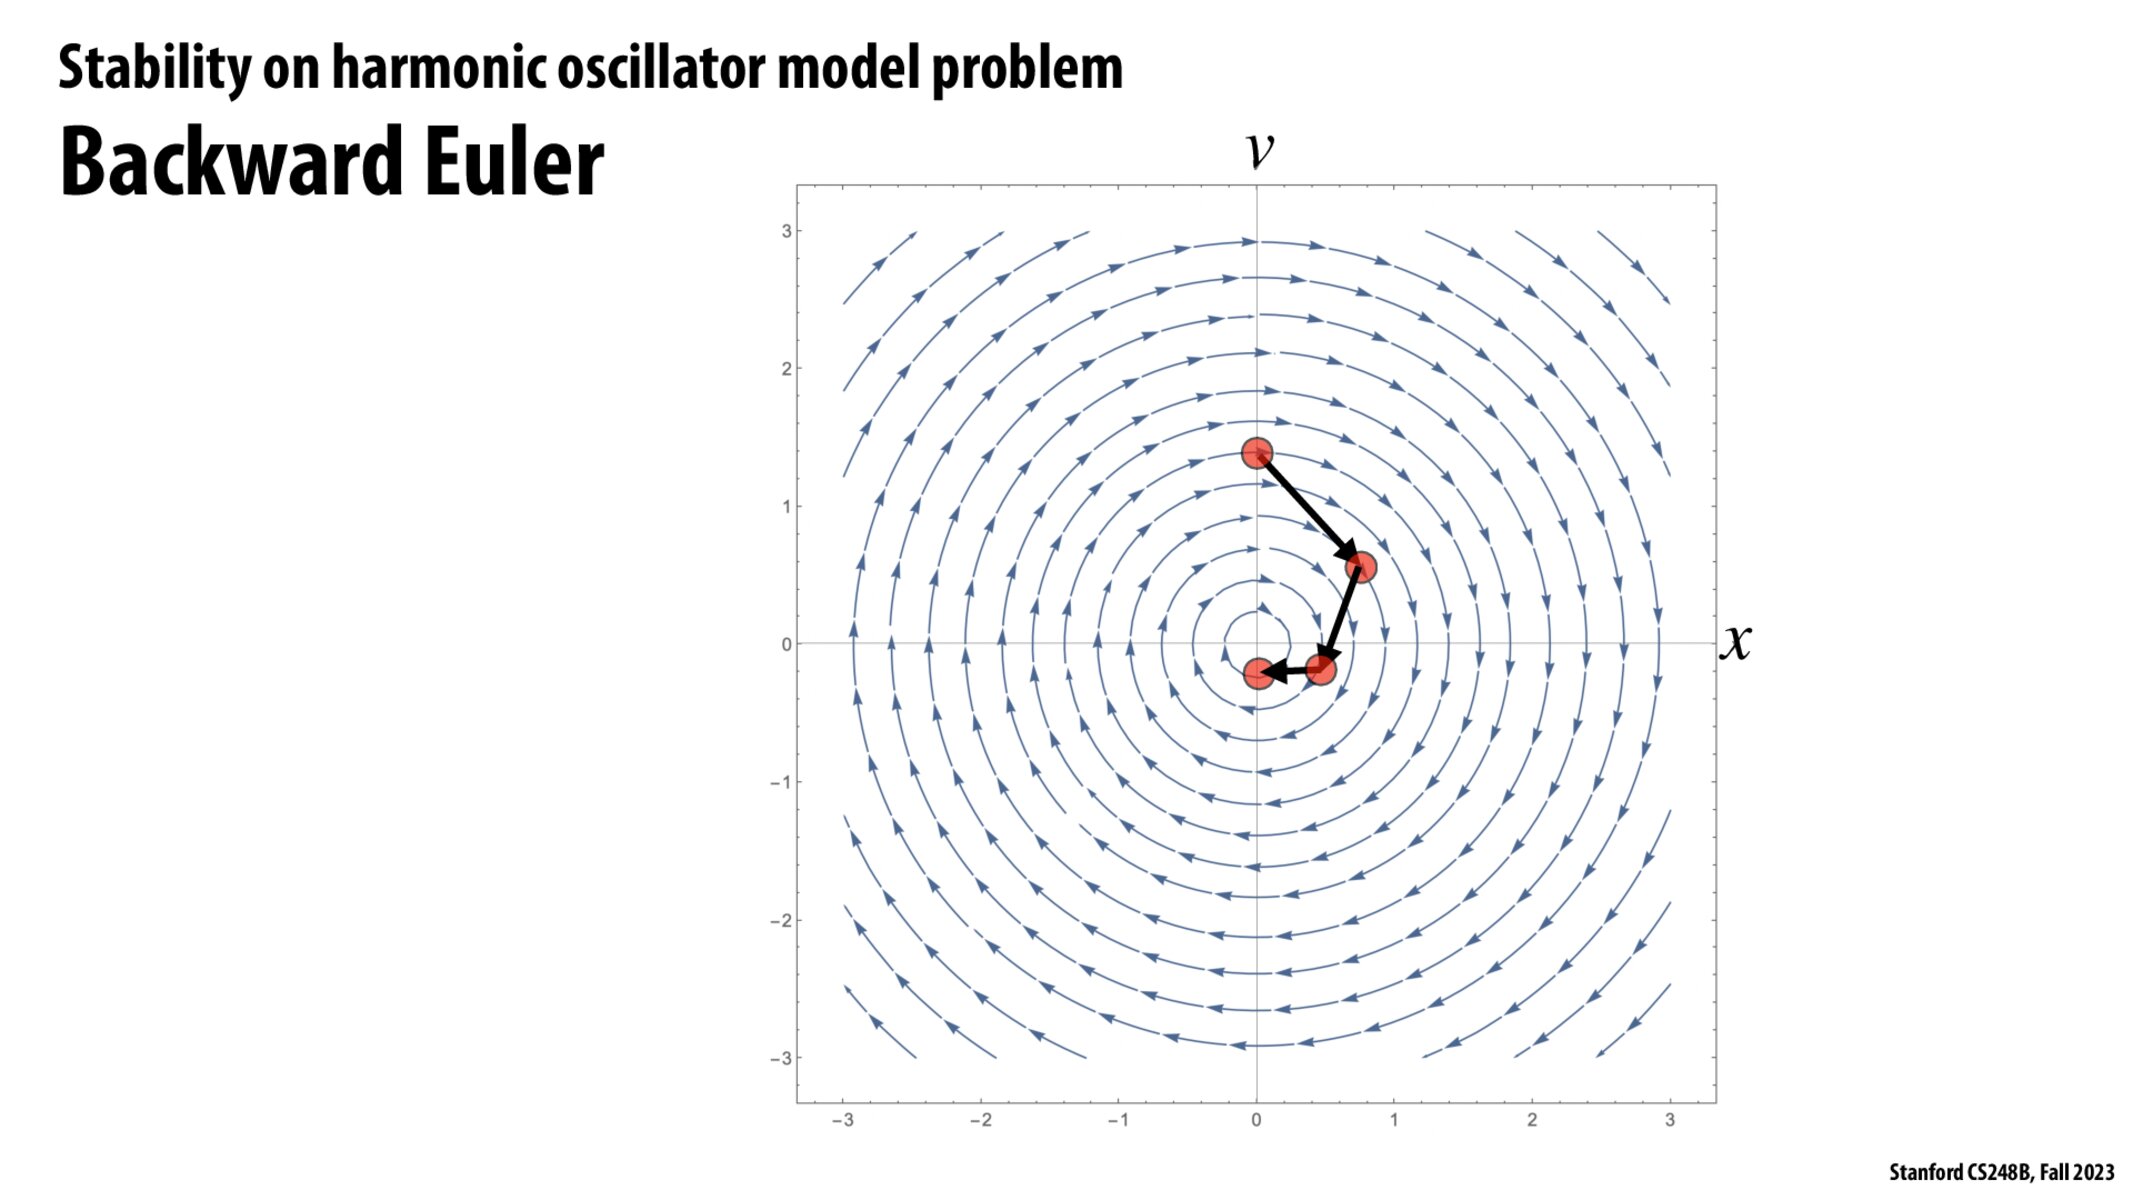 Stability on harmonic oscillator model problem
Backward Euler
v
3
2
1
0
x
−1
−2
−3
−3 −2 −1 0 1 2 3
Stanford CS248B, Fall 2023